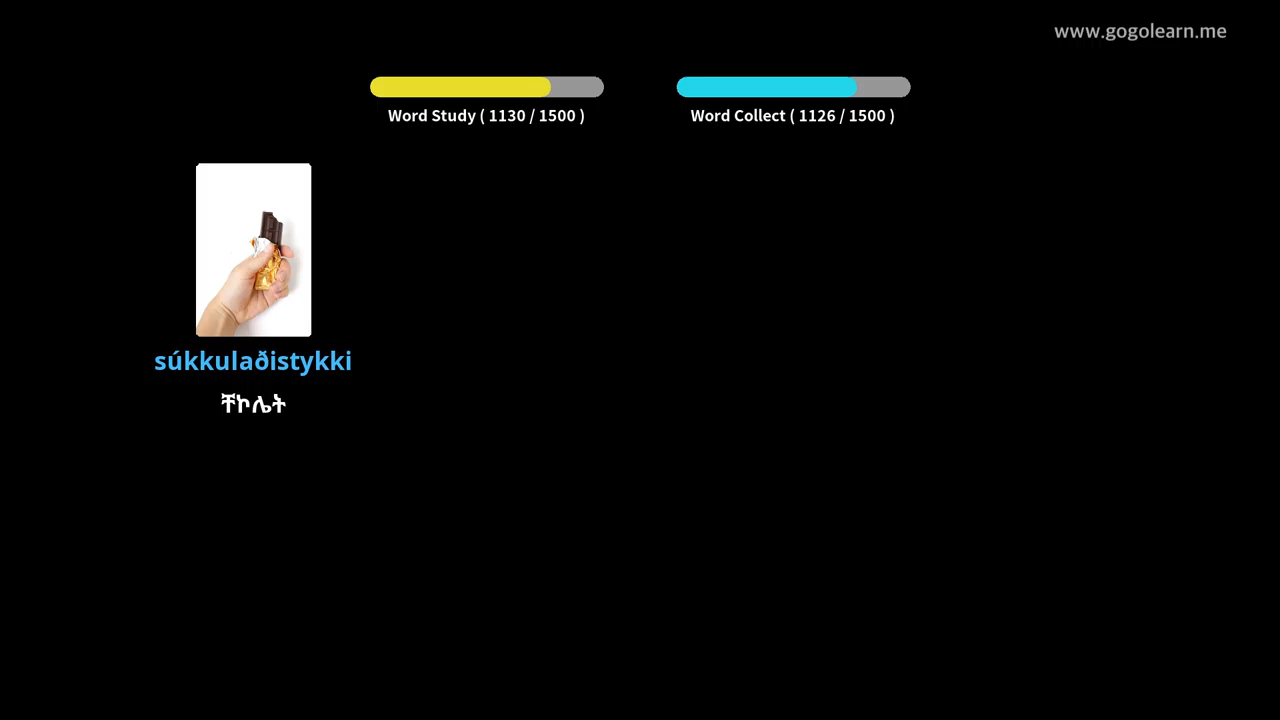 www.gogolearn.me
Word Study ( 1130 / 1500 )
Word Collect ( 1126 / 1500 )
súkkulaðistykki
ቸኮሌት